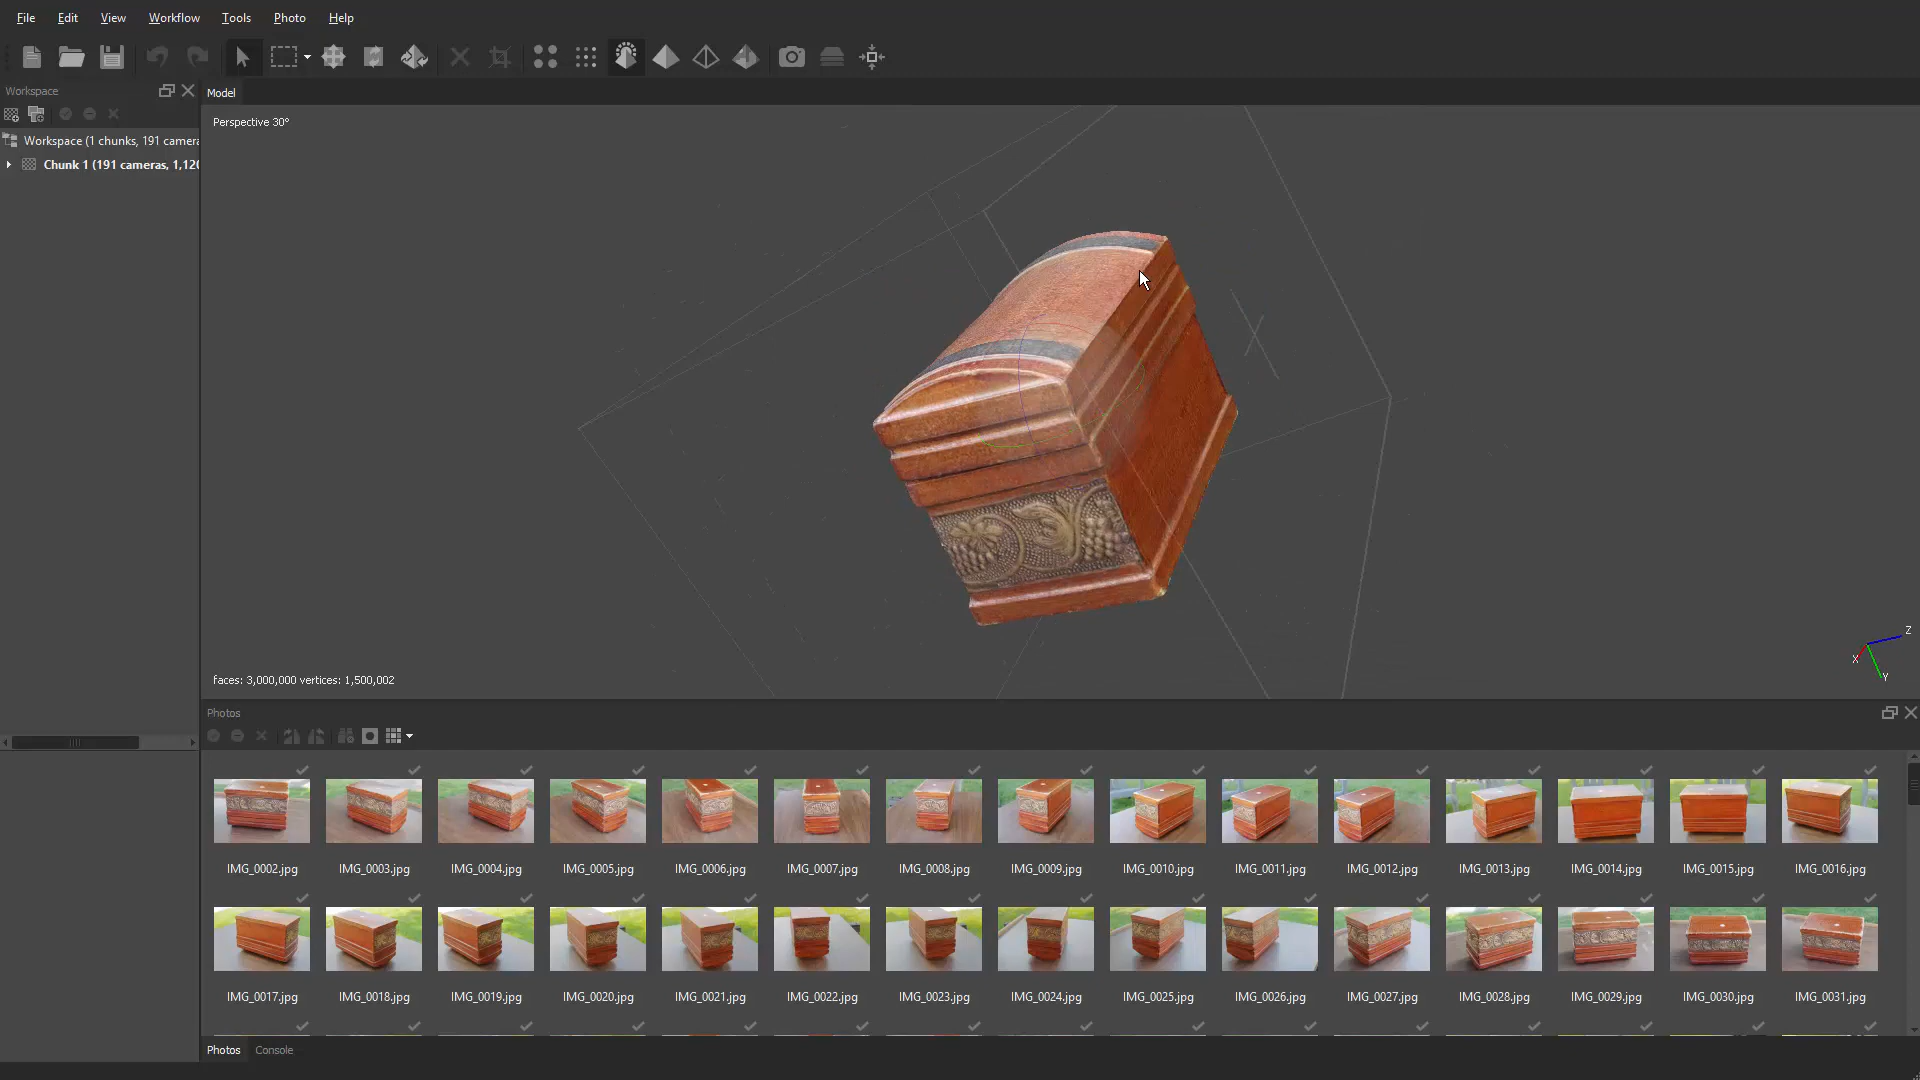 File Edit View Workflow Tools Photo Help
Workspace
Model
Perspective 30°
Workspace (1 chunks, 191 camera
Chunk 1 (191 cameras, 1,120
Z
X
Y
faces: 3,000,000 vertices: 1,500,002
Photos
IMG_0002.jpg IMG_0003.jpg IMG_0004.jpg IMG_0005.jpg IMG_0006.jpg IMG_0007.jpg IMG_0008.jpg IMG_0009.jpg IMG_0010.jpg IMG_0011.jpg IMG_0012.jpg IMG_0013.jpg IMG_0014.jpg IMG_0015.jpg IMG_0016.jpg
IMG_0017.jpg IMG_0018.jpg IMG_0019.jpg IMG_0020.jpg IMG_0021.jpg IMG_0022.jpg IMG_0023.jpg IMG_0024.jpg IMG_0025.jpg IMG_0026.jpg IMG_0027.jpg IMG_0028.jpg IMG_0029.jpg IMG_0030.jpg IMG_0031.jpg
Photos Console